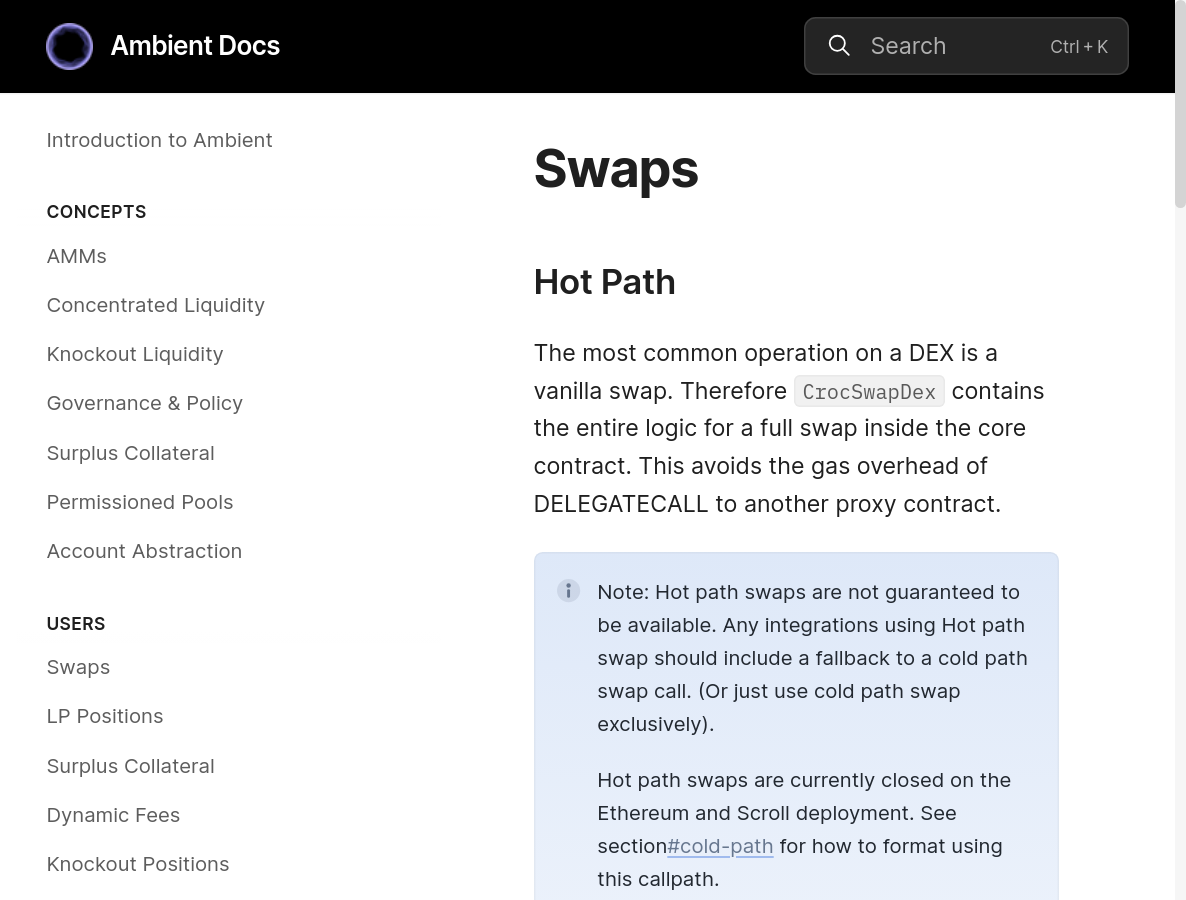 Ambient Docs
Search
Ctrl + K
Introduction to Ambient
CONCEPTS
AMMs
Concentrated Liquidity
Knockout Liquidity
Governance & Policy
Surplus Collateral
Permissioned Pools
Account Abstraction
USERS
Swaps
LP Positions
Surplus Collateral
Dynamic Fees
Knockout Positions
Swaps
Hot Path
The most common operation on a DEX is a
vanilla swap. Therefore CrocSwapDex contains
the entire logic for a full swap inside the core
contract. This avoids the gas overhead of
DELEGATECALL to another proxy contract.
Note: Hot path swaps are not guaranteed to
be available. Any integrations using Hot path
swap should include a fallback to a cold path
swap call. (Or just use cold path swap
exclusively).
Hot path swaps are currently closed on the
Ethereum and Scroll deployment. See
section#cold-path for how to format using
this callpath.